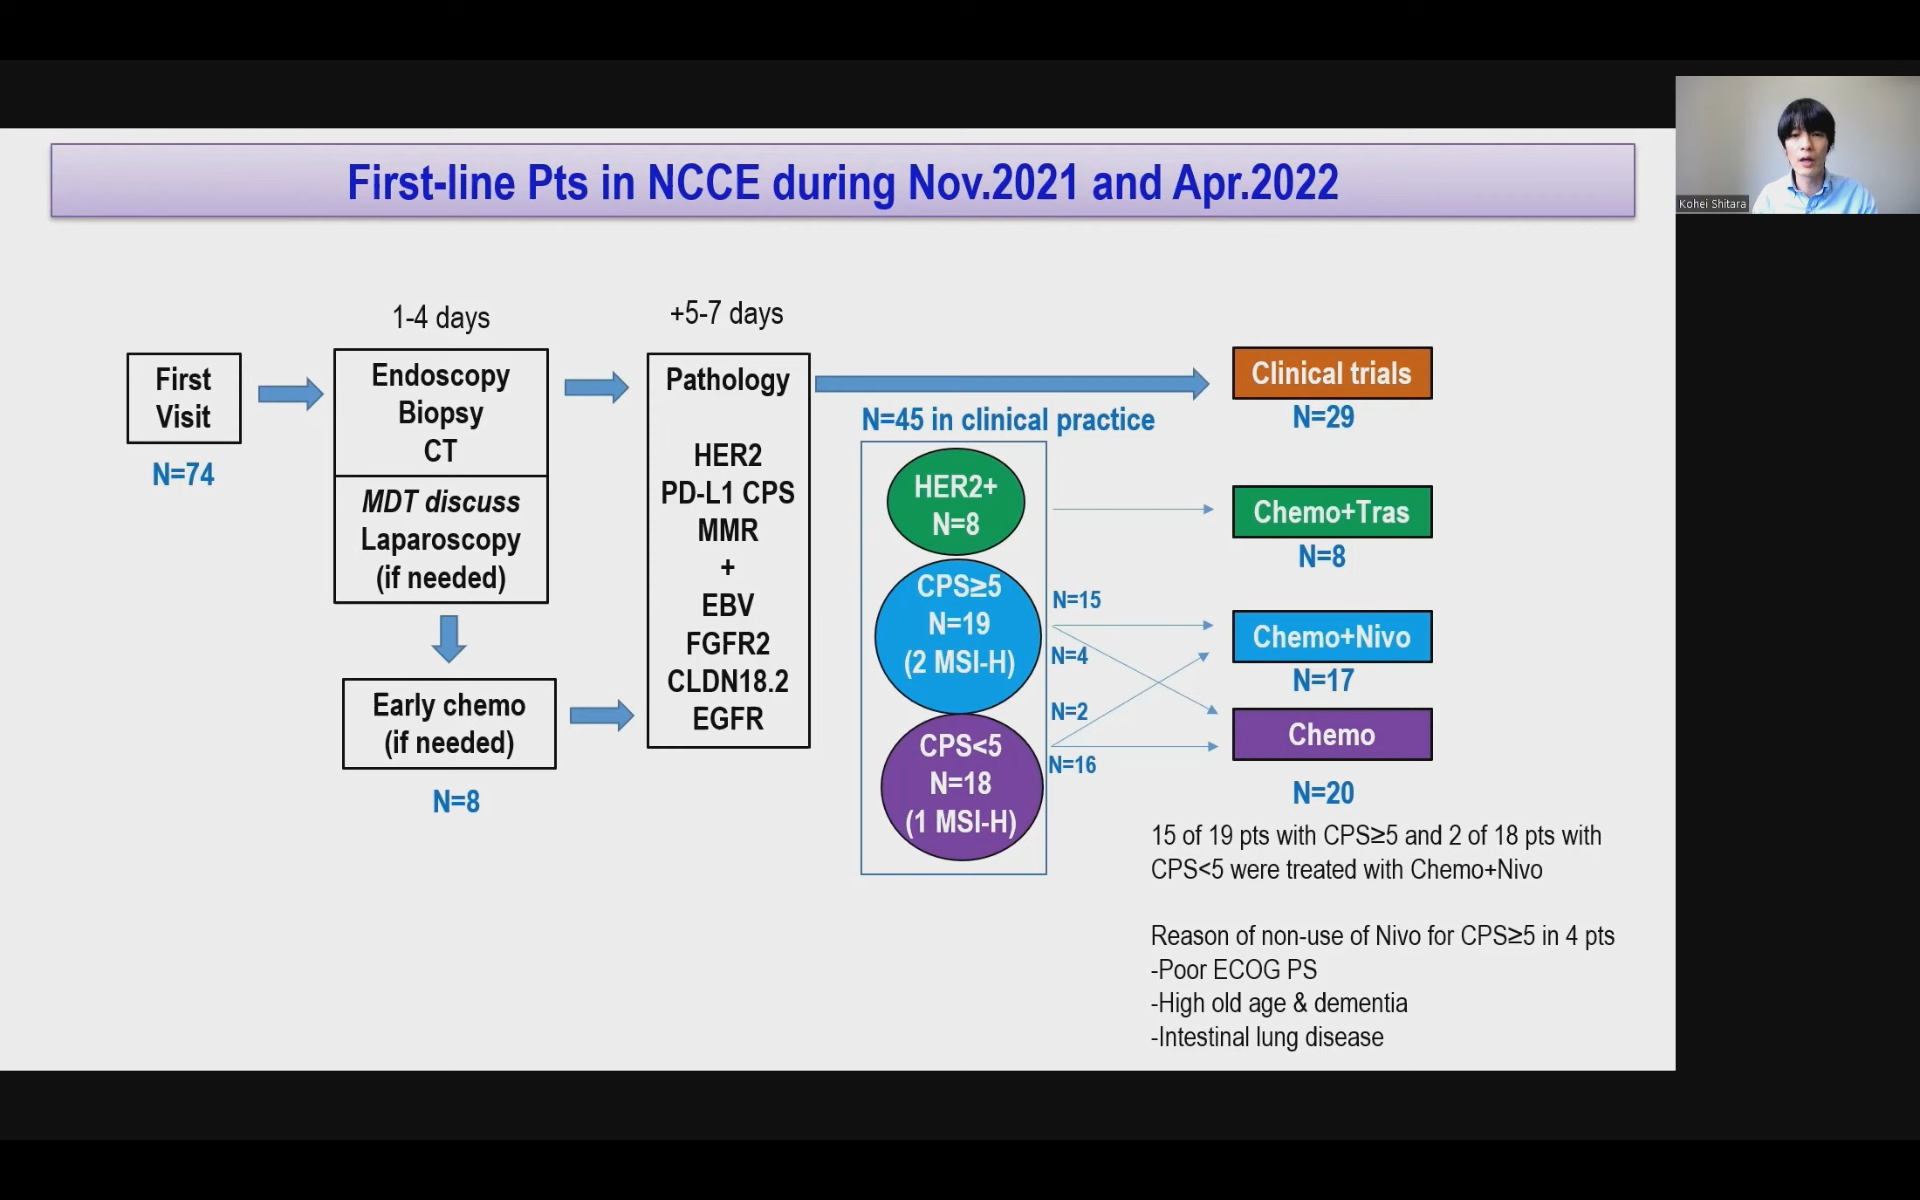 First-line Pts in NCCE during Nov.2021 and Apr.2022
Kohei Shitara
1-4 days
+5-7 days
First
Visit
N=74
Endoscopy
Biopsy
CT
MDT discuss
Laparoscopy
(if needed)
Early chemo
(if needed)
N=8
Pathology
HER2
PD-L1 CPS
MMR
+
EBV
FGFR2
CLDN18.2
EGFR
N=45 in clinical practice
HER2+
N=8
CPS≥5
N=19
(2 MSI-H)
CPS<5
N=18
(1 MSI-H)
N=15
N=4
N=2
N=16
Clinical trials
N=29
Chemo+Tras
N=8
Chemo+Nivo
N=17
Chemo
N=20
15 of 19 pts with CPS≥5 and 2 of 18 pts with
CPS<5 were treated with Chemo+Nivo
Reason of non-use of Nivo for CPS≥5 in 4 pts
-Poor ECOG PS
-High old age & dementia
-Intestinal lung disease